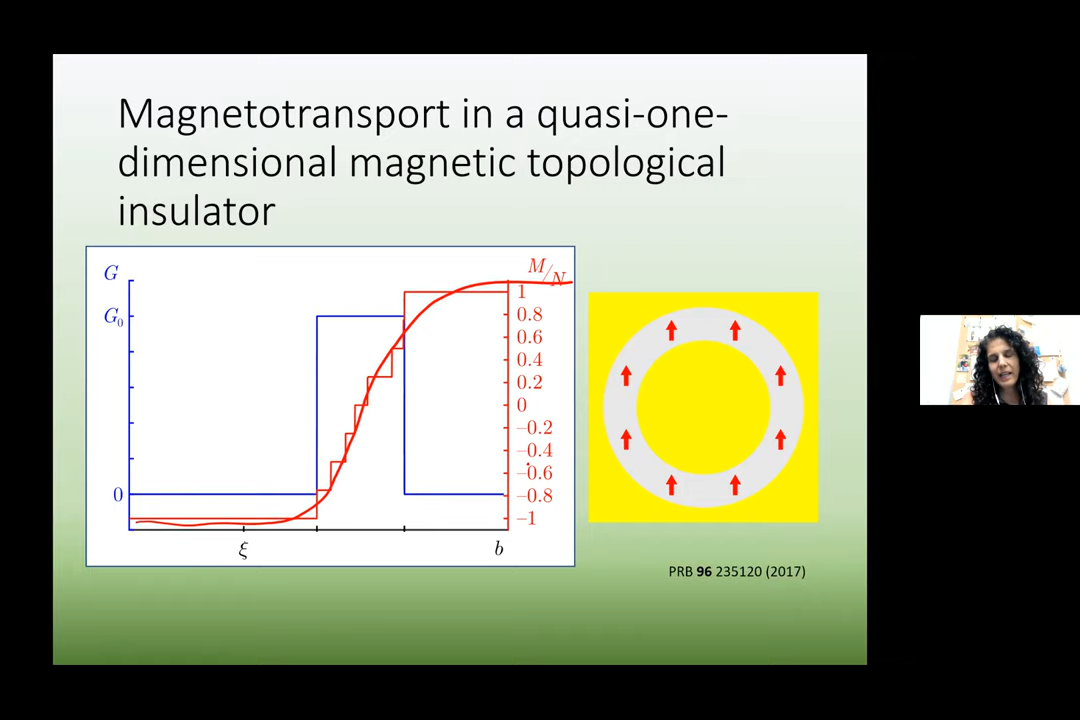 Magnetotransport in a quasi-one-
dimensional magnetic topological
insulator
G
G₀
0
ξ
b
M/N
1
0.8
0.6
0.4
0.2
0
–0.2
–0.4
–0.6
–0.8
–1
PRB 96 235120 (2017)